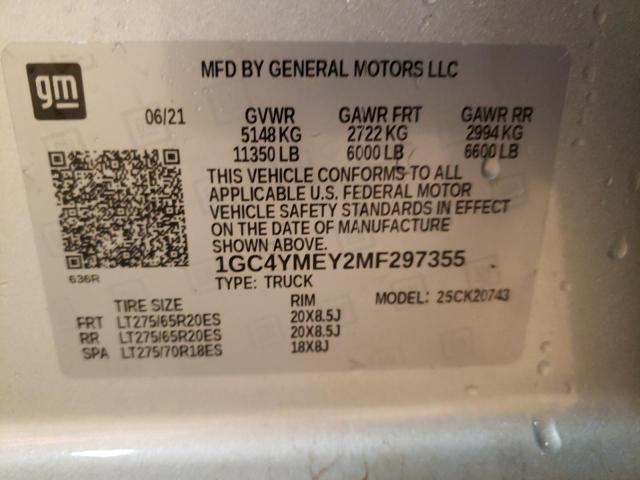 gm
MFD BY GENERAL MOTORS LLC
06/21 GVWR GAWR FRT GAWR RR
5148 KG 2722 KG 2994 KG
11350 LB 6000 LB 6600 LB
THIS VEHICLE CONFORMS TO ALL
APPLICABLE U.S. FEDERAL MOTOR
VEHICLE SAFETY STANDARDS IN EFFECT
ON THE DATE OF MANUFACTURE
SHOWN ABOVE.
636R
1GC4YMEY2MF297355
TYPE: TRUCK
TIRE SIZE RIM MODEL: 25CK20743
FRT LT275/65R20ES 20X8.5J
RR LT275/65R20ES 20X8.5J
SPA LT275/70R18ES 18X8J